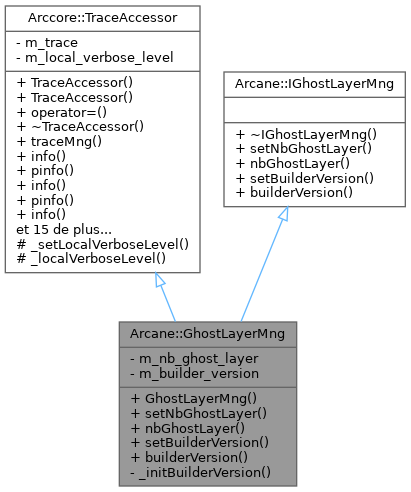 Arccore::TraceAccessor
- m_trace
- m_local_verbose_level
+ TraceAccessor()
+ TraceAccessor()
+ operator=()
+ ~TraceAccessor()
+ traceMng()
+ info()
+ pinfo()
+ info()
+ pinfo()
+ info()
et 15 de plus...
# _setLocalVerboseLevel()
# _localVerboseLevel()
Arcane::IGhostLayerMng
+ ~IGhostLayerMng()
+ setNbGhostLayer()
+ nbGhostLayer()
+ setBuilderVersion()
+ builderVersion()
Arcane::GhostLayerMng
- m_nb_ghost_layer
- m_builder_version
+ GhostLayerMng()
+ setNbGhostLayer()
+ nbGhostLayer()
+ setBuilderVersion()
+ builderVersion()
- _initBuilderVersion()